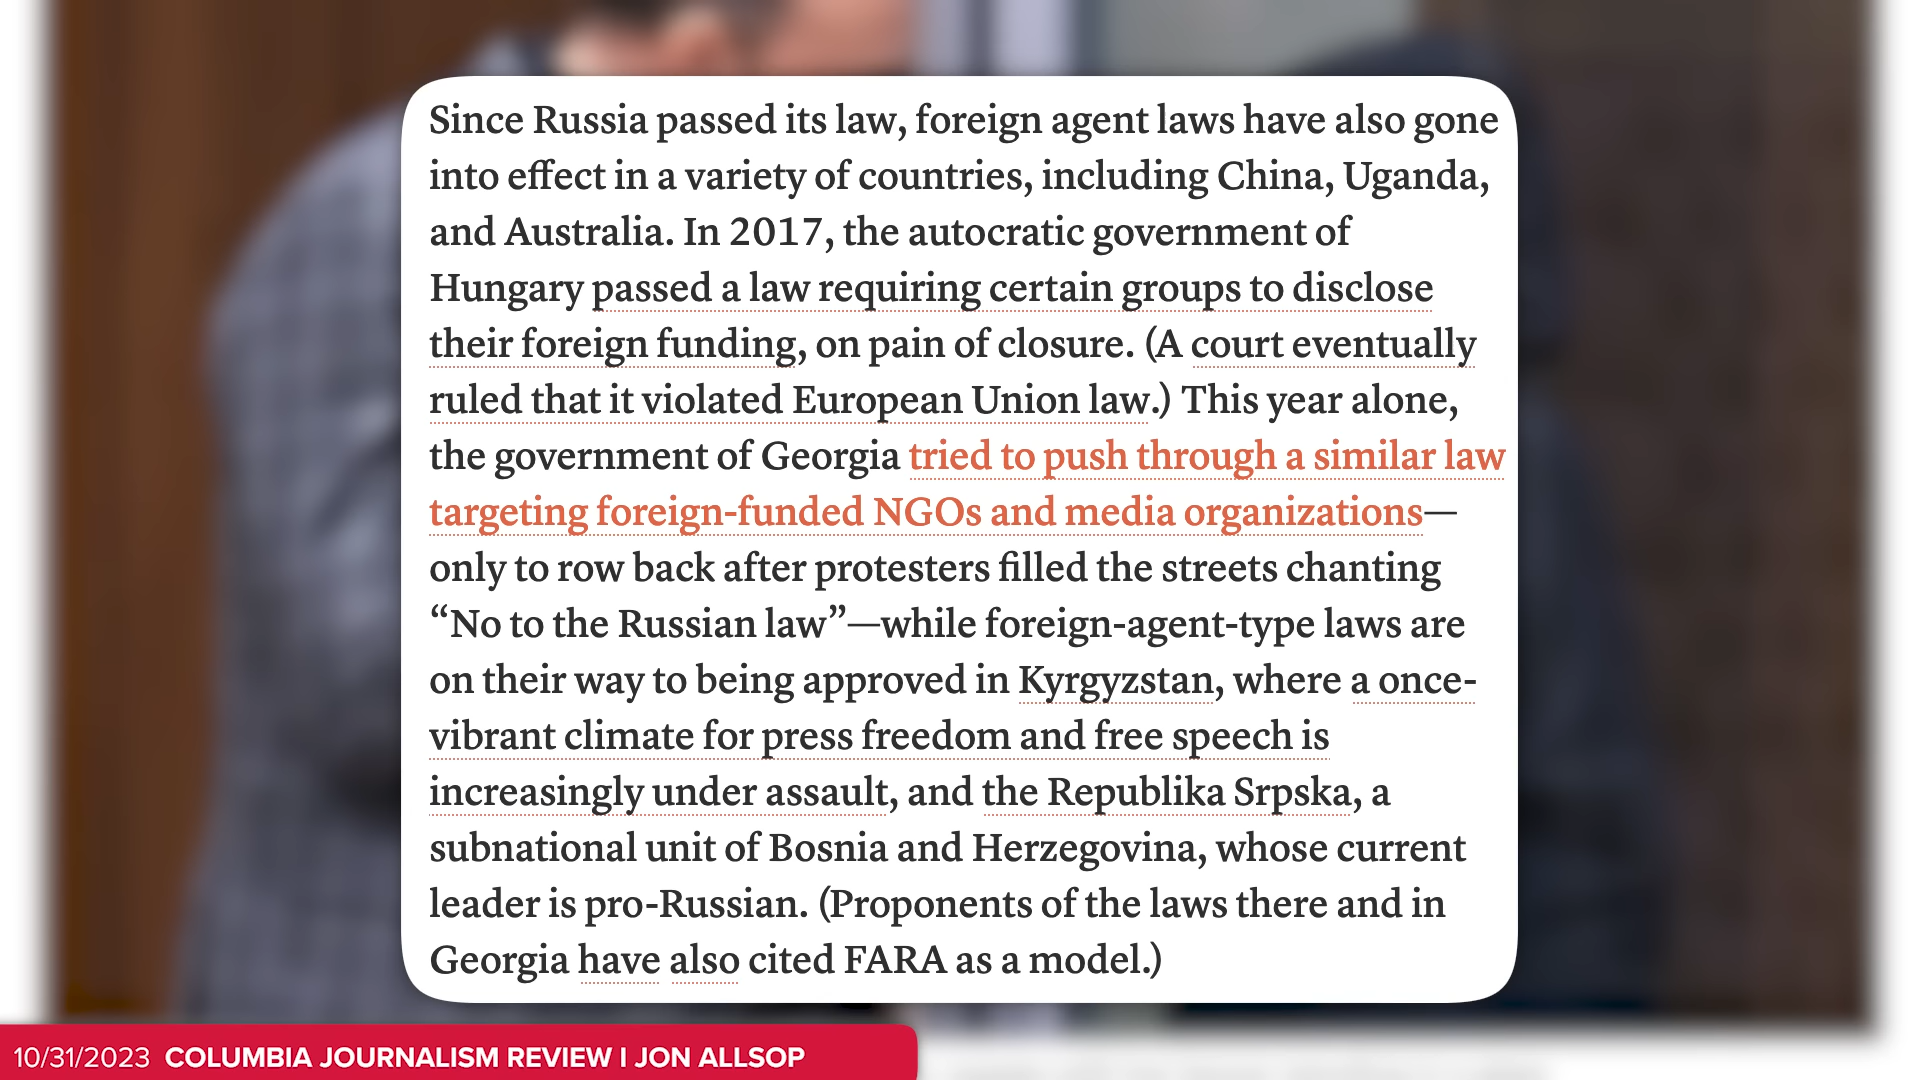 Since Russia passed its law, foreign agent laws have also gone
into effect in a variety of countries, including China, Uganda,
and Australia. In 2017, the autocratic government of
Hungary passed a law requiring certain groups to disclose
their foreign funding, on pain of closure. (A court eventually
ruled that it violated European Union law.) This year alone,
the government of Georgia tried to push through a similar law
targeting foreign-funded NGOs and media organizations—
only to row back after protesters filled the streets chanting
“No to the Russian law”—while foreign-agent-type laws are
on their way to being approved in Kyrgyzstan, where a once-
vibrant climate for press freedom and free speech is
increasingly under assault, and the Republika Srpska, a
subnational unit of Bosnia and Herzegovina, whose current
leader is pro-Russian. (Proponents of the laws there and in
Georgia have also cited FARA as a model.)
10/31/2023 COLUMBIA JOURNALISM REVIEW | JON ALLSOP